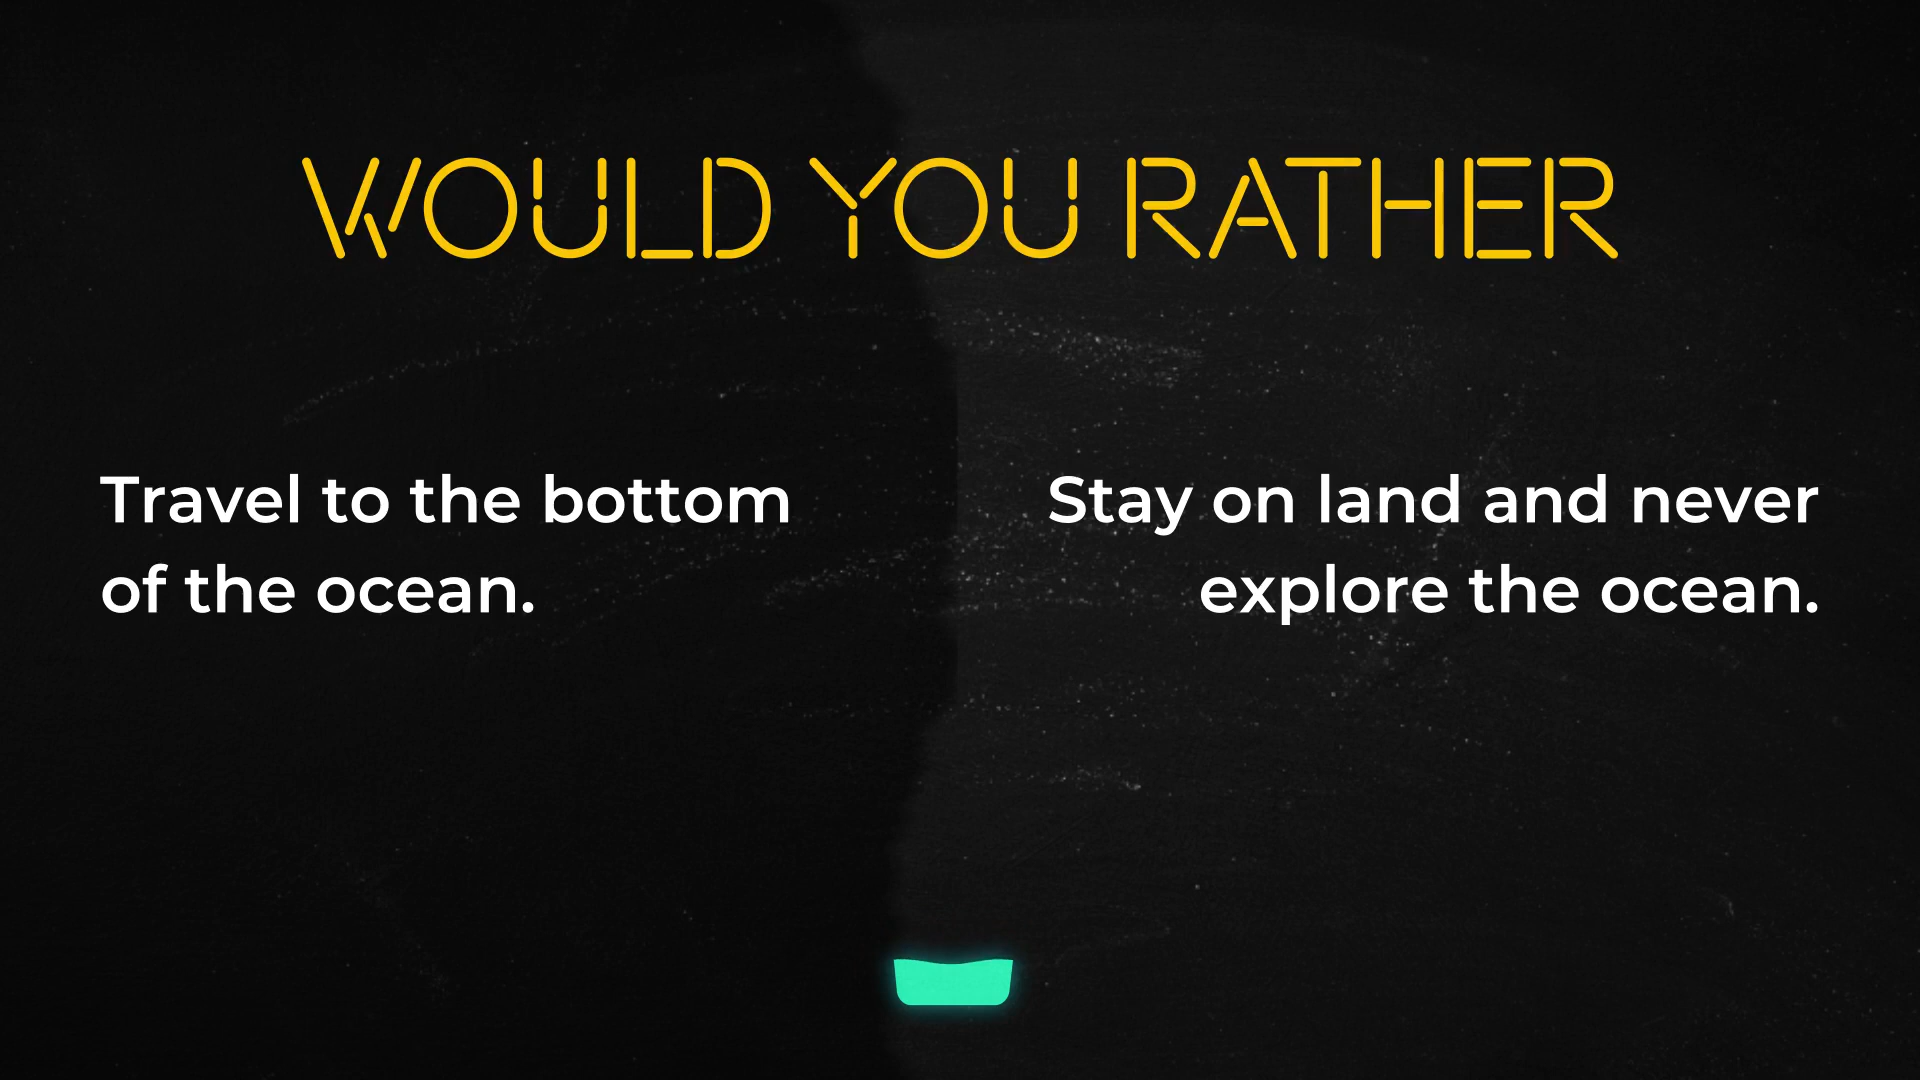 WOULD YOU RATHER
Travel to the bottom
of the ocean.
Stay on land and never
explore the ocean.